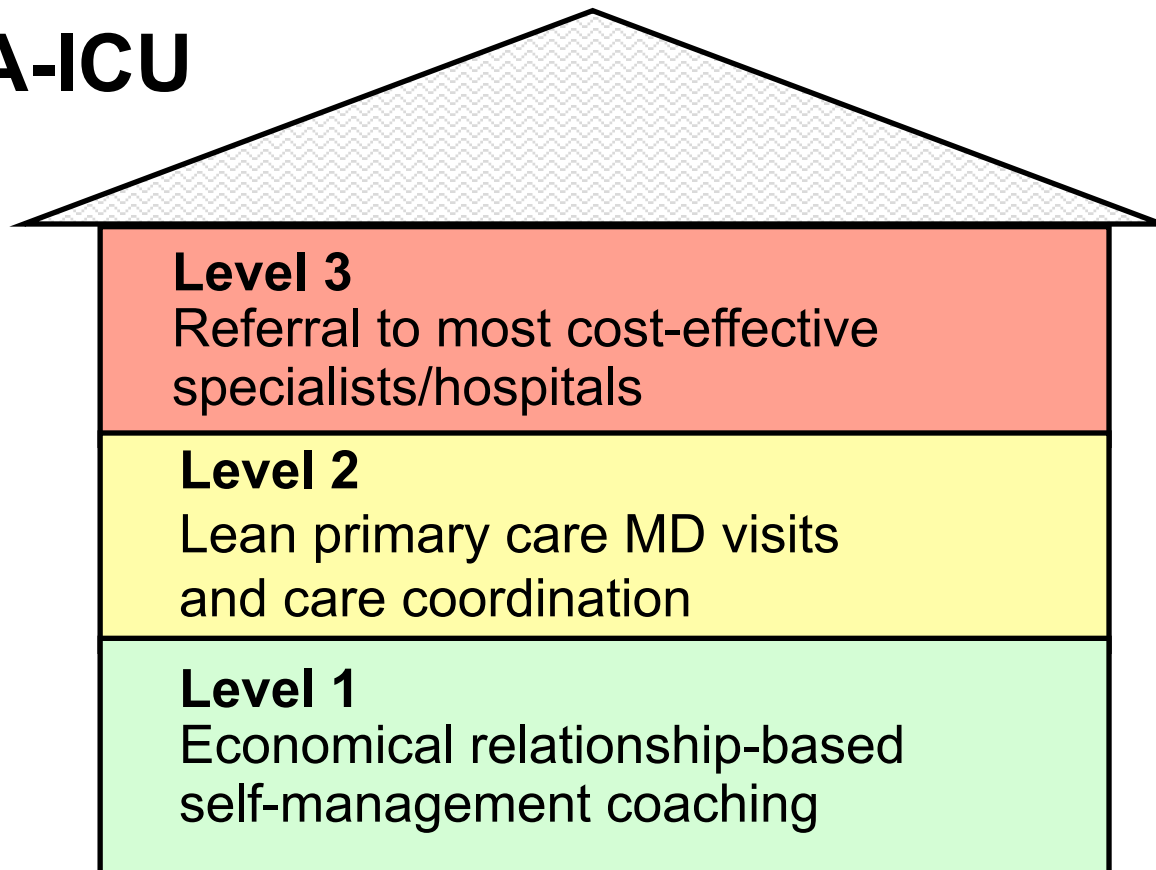 A-ICU
Level 3
Referral to most cost-effective
specialists/hospitals
Level 2
Lean primary care MD visits
and care coordination
Level 1
Economical relationship-based
self-management coaching